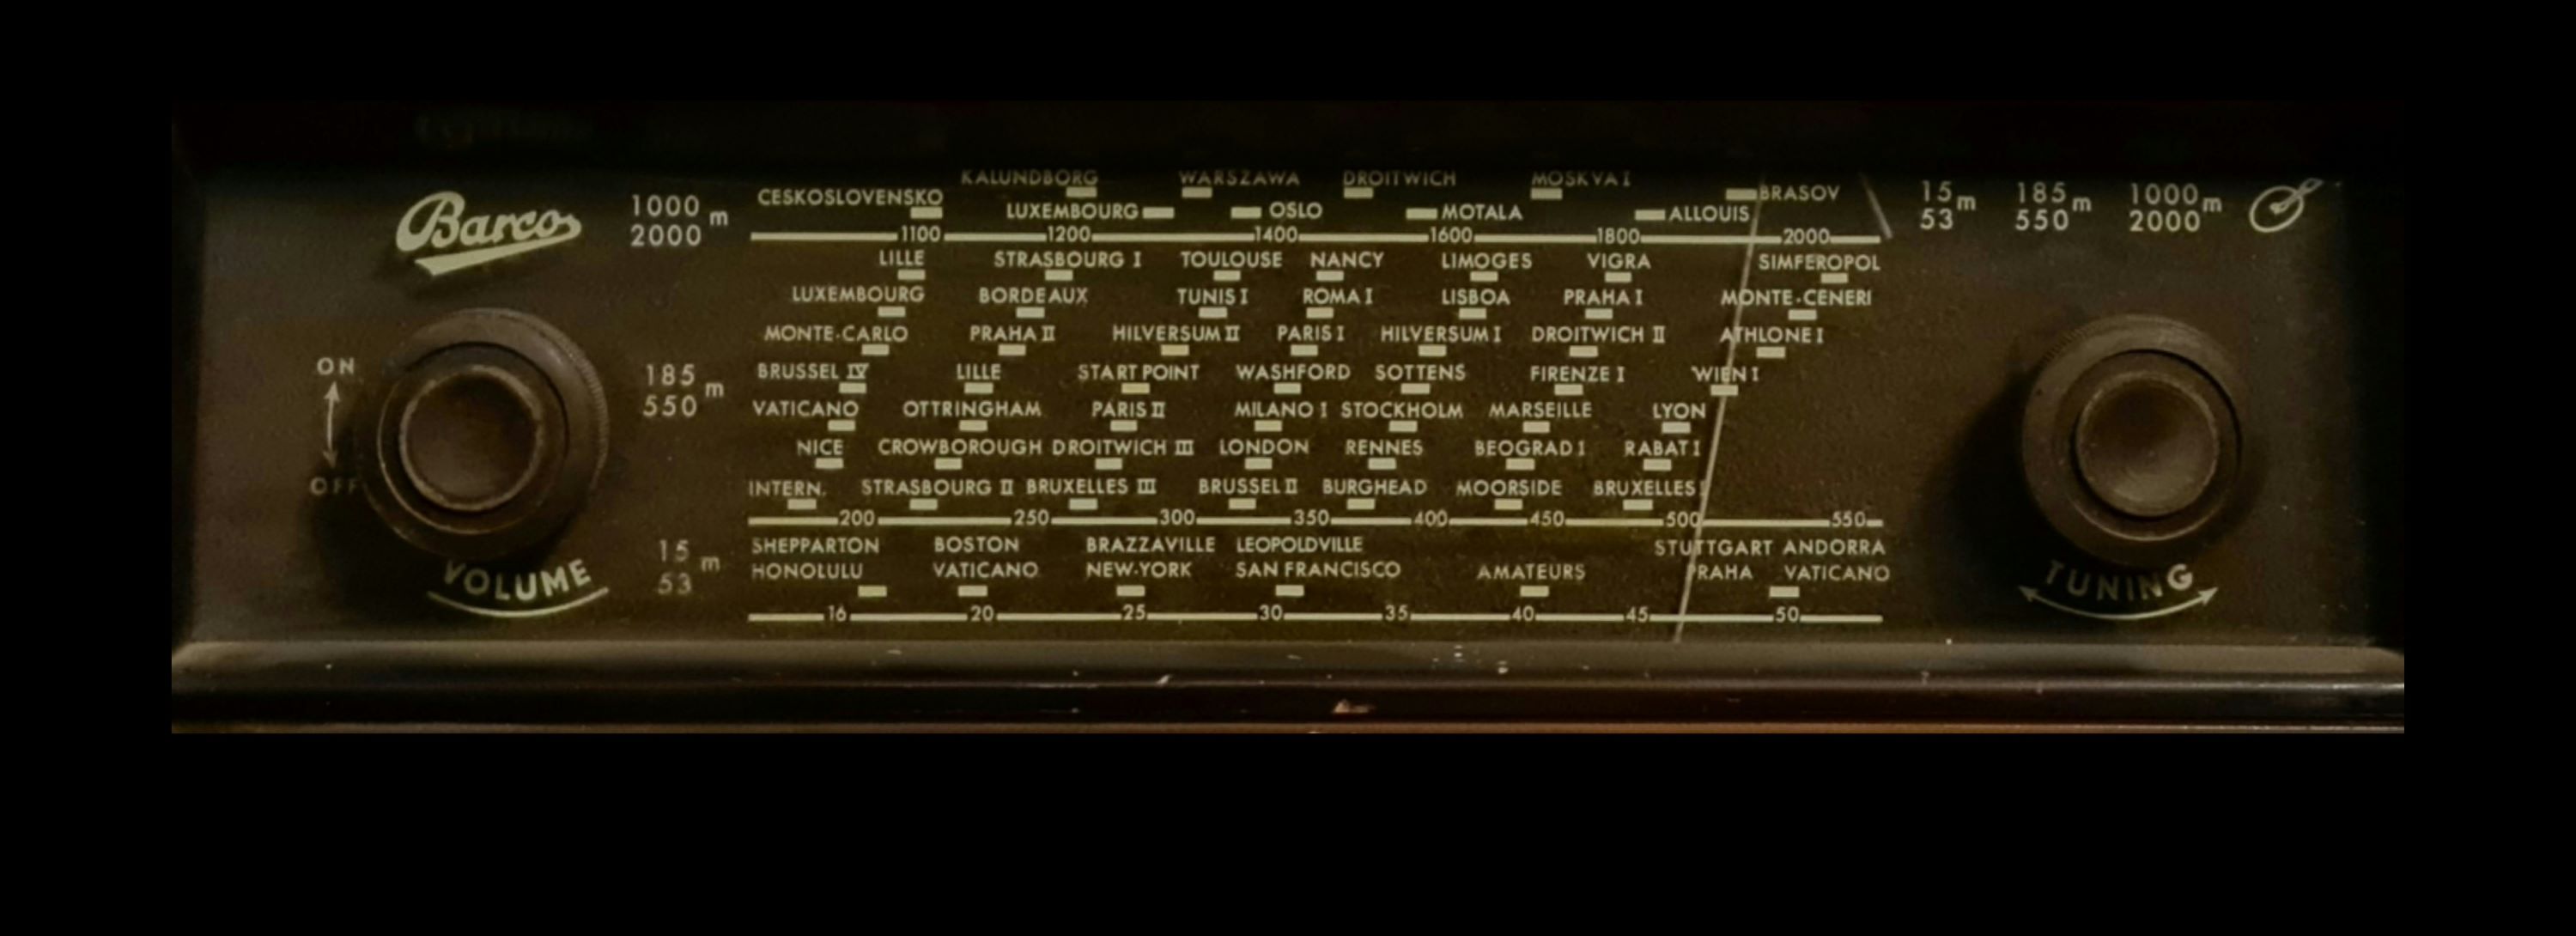 Barco
1000 m
2000
KALUNDBORG WARSZAWA DROITWICH MOSKVA I
CESKOSLOVENSKO BRASOV
LUXEMBOURG OSLO MOTALA ALLOUIS
1100 1200 1400 1600 1800 2000
15 m 185 m 1000 m
53 550 2000
LILLE STRASBOURG I TOULOUSE NANCY LIMOGES VIGRA SIMFEROPOL
LUXEMBOURG BORDEAUX TUNIS I ROMA I LISBOA PRAHA I MONTE-CENERI
MONTE-CARLO PRAHA II HILVERSUM II PARIS I HILVERSUM I DROITWICH II ATHLONE I
ON
185 m
550
BRUSSEL IV LILLE START POINT WASHFORD SOTTENS FIRENZE I WIEN I
VATICANO OTTRINGHAM PARIS II MILANO I STOCKHOLM MARSEILLE LYON
NICE CROWBOROUGH DROITWICH III LONDON RENNES BEOGRAD I RABAT I
OFF
INTERN. STRASBOURG II BRUXELLES III BRUSSEL II BURGHEAD MOORSIDE BRUXELLES I
200 250 300 350 400 450 500 550
15 m
53
SHEPPARTON BOSTON BRAZZAVILLE LEOPOLDVILLE STUTTGART ANDORRA
HONOLULU VATICANO NEW-YORK SAN FRANCISCO AMATEURS PRAHA VATICANO
16 20 25 30 35 40 45 50
VOLUME
TUNING